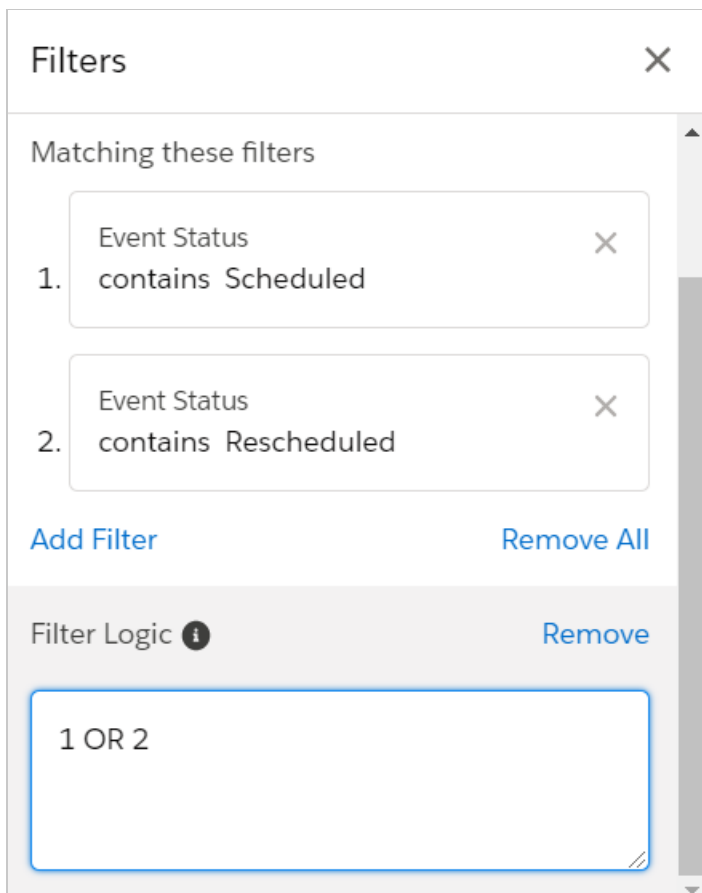 Filters
Matching these filters
Event Status
1. contains Scheduled
Event Status
2. contains Rescheduled
Add Filter Remove All
Filter Logic Remove
1 OR 2